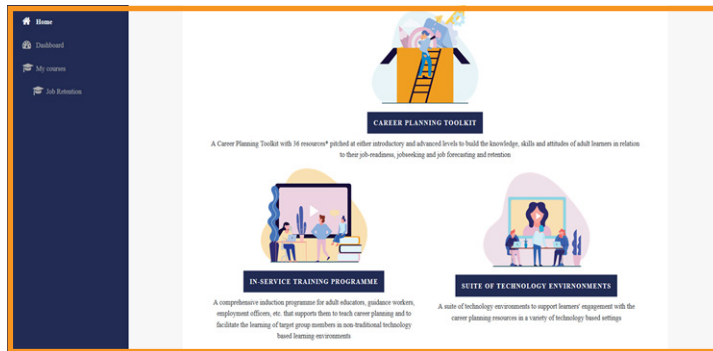 Home
Dashboard
My courses
Job Retention
CAREER PLANNING TOOLKIT
A Career Planning Toolkit with 36 resources* pitched at either introductory and advanced levels to build the knowledge, skills and attitudes of adult learners in relation
to their job-readiness, jobseeking and job forecasting and retention
IN-SERVICE TRAINING PROGRAMME
A comprehensive induction programme for adult educators, guidance workers,
employment officers, etc. that supports them to teach career planning and to
facilitate the learning of target group members in non-traditional technology
based learning environments
SUITE OF TECHNOLOGY ENVIRNONMENTS
A suite of technology environments to support learners' engagement with the
career planning resources in a variety of technology based settings